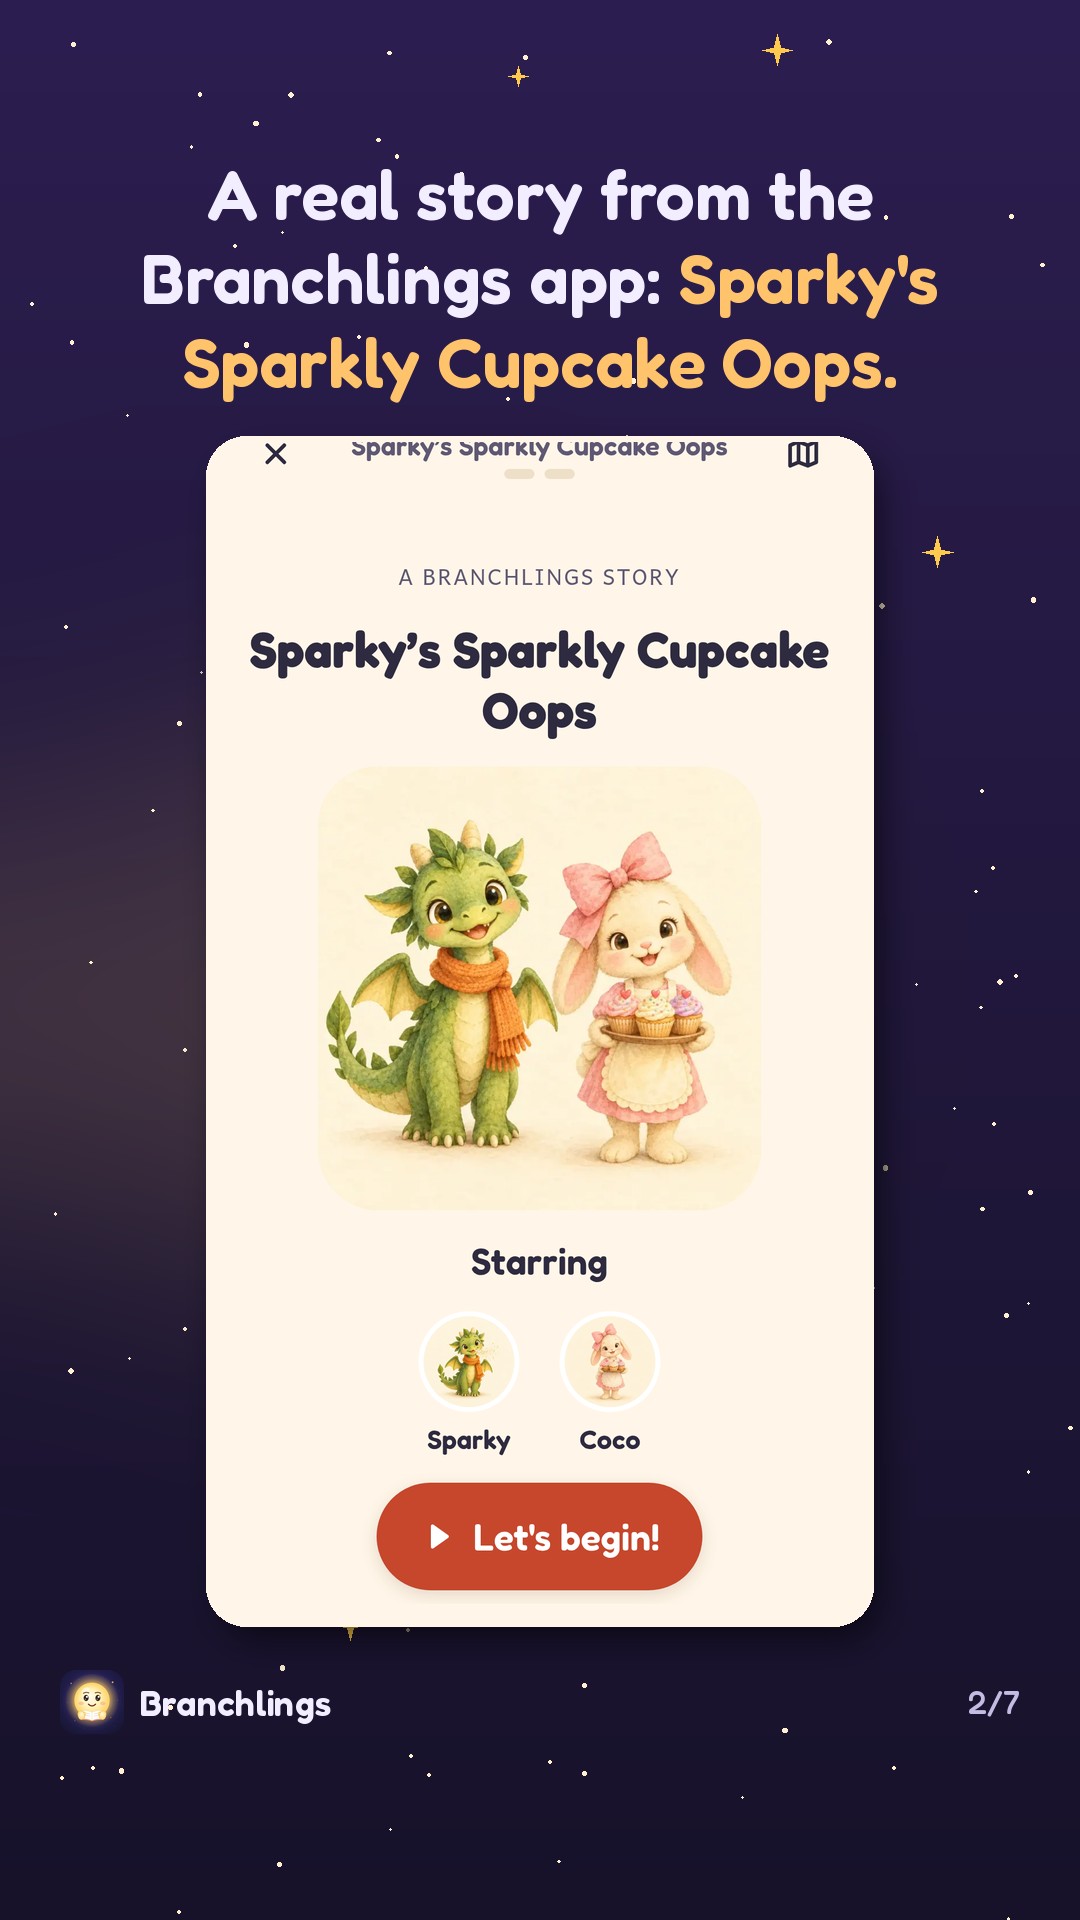 A real story from the
Branchlings app: Sparky's
Sparkly Cupcake Oops.
Sparky's Sparkly Cupcake Oops
A BRANCHLINGS STORY
Sparky’s Sparkly Cupcake
Oops
Starring
Sparky
Coco
Let's begin!
Branchlings
2/7